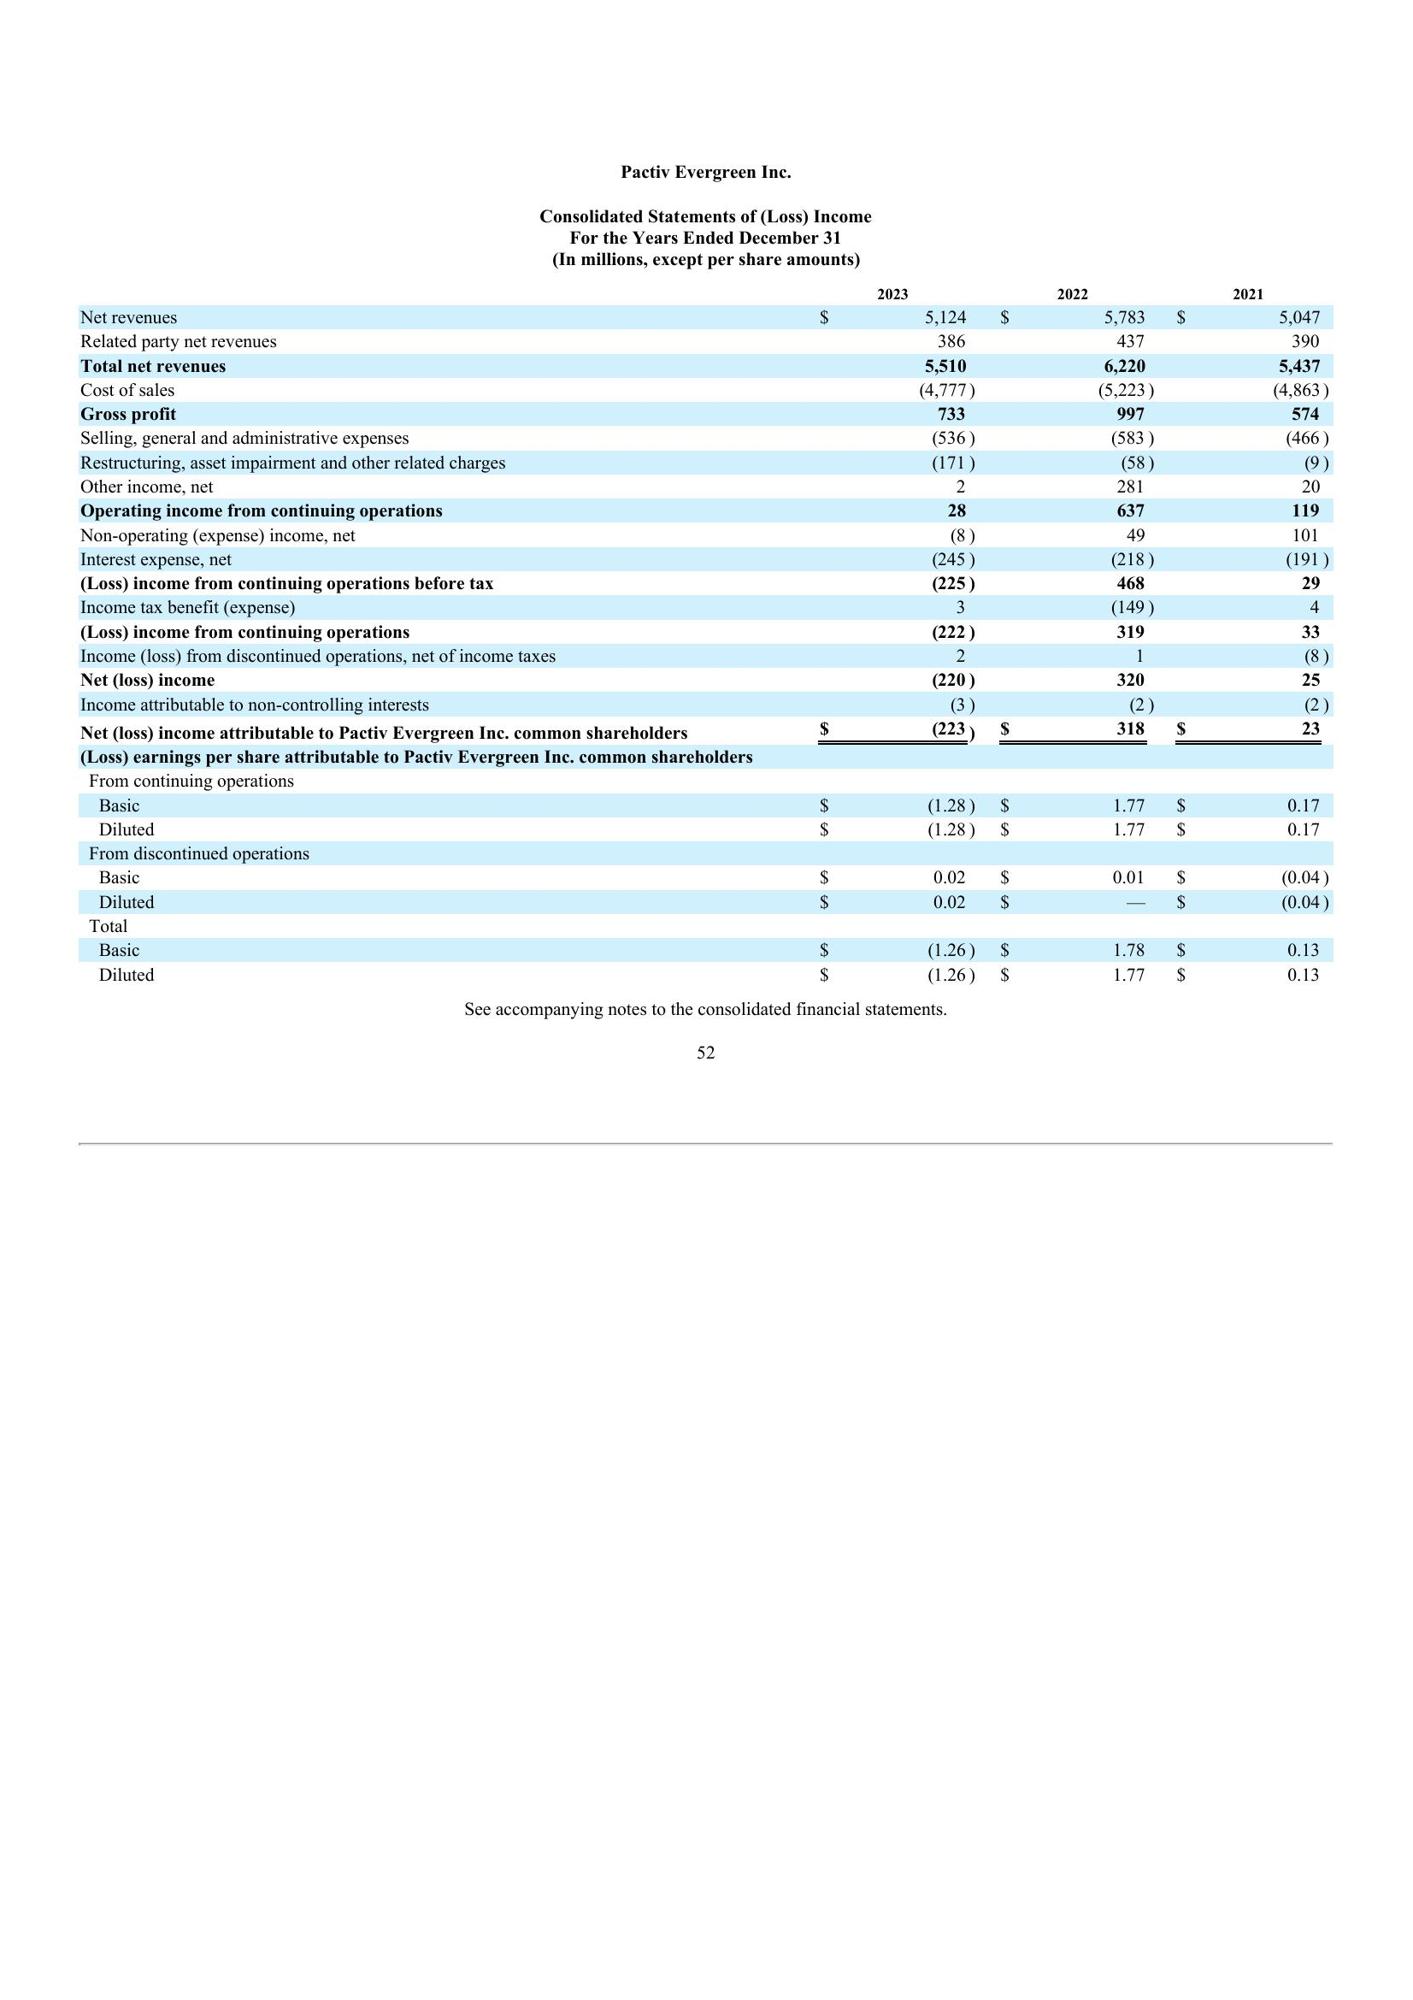 Pactiv Evergreen Inc.
Consolidated Statements of (Loss) Income
For the Years Ended December 31
(In millions, except per share amounts)
2023 2022 2021
Net revenues $ 5,124 $ 5,783 $ 5,047
Related party net revenues 386 437 390
Total net revenues 5,510 6,220 5,437
Cost of sales (4,777 ) (5,223 ) (4,863 )
Gross profit 733 997 574
Selling, general and administrative expenses (536 ) (583 ) (466 )
Restructuring, asset impairment and other related charges (171 ) (58 ) (9 )
Other income, net 2 281 20
Operating income from continuing operations 28 637 119
Non-operating (expense) income, net (8 ) 49 101
Interest expense, net (245 ) (218 ) (191 )
(Loss) income from continuing operations before tax (225 ) 468 29
Income tax benefit (expense) 3 (149 ) 4
(Loss) income from continuing operations (222 ) 319 33
Income (loss) from discontinued operations, net of income taxes 2 1 (8 )
Net (loss) income (220 ) 320 25
Income attributable to non-controlling interests (3 ) (2 ) (2 )
Net (loss) income attributable to Pactiv Evergreen Inc. common shareholders $ (223 ) $ 318 $ 23
(Loss) earnings per share attributable to Pactiv Evergreen Inc. common shareholders
From continuing operations
Basic $ (1.28 ) $ 1.77 $ 0.17
Diluted $ (1.28 ) $ 1.77 $ 0.17
From discontinued operations
Basic $ 0.02 $ 0.01 $ (0.04 )
Diluted $ 0.02 $ — $ (0.04 )
Total
Basic $ (1.26 ) $ 1.78 $ 0.13
Diluted $ (1.26 ) $ 1.77 $ 0.13
See accompanying notes to the consolidated financial statements.
52